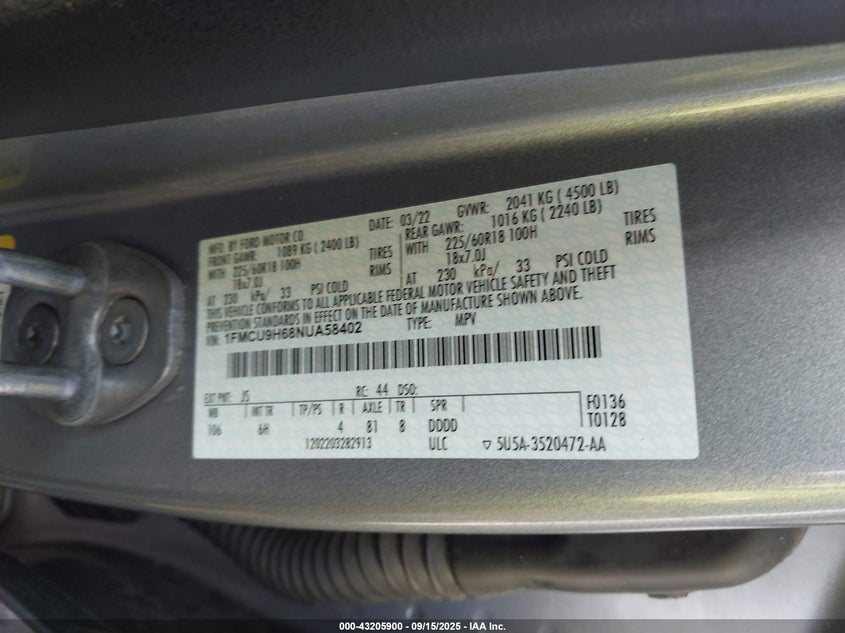 MFD. BY FORD MOTOR CO. DATE: 03/22 GVWR: 2041 KG ( 4500 LB)
FRONT GAWR: 1089 KG ( 2400 LB) REAR GAWR: 1016 KG ( 2240 LB)
WITH 225/60R18 100H TIRES WITH 225/60R18 100H TIRES
18x7.0J RIMS 18x7.0J RIMS
AT 230 kPa/ 33 PSI COLD AT 230 kPa/ 33 PSI COLD
THIS VEHICLE CONFORMS TO ALL APPLICABLE FEDERAL MOTOR VEHICLE SAFETY AND THEFT
PREVENTION STANDARDS IN EFFECT ON THE DATE OF MANUFACTURE SHOWN ABOVE.
1FMCU9H68NUA58402 TYPE: MPV
EXT PNT: JS RC: 44 DSO:
WB INT TR TP/PS R AXLE TR SPR F0136
106 6H 4 81 8 DDDD T0128
1202203282913 ULC ▽ 5U5A-3520472-AA
000-43205900 - 09/15/2025 - IAA Inc.